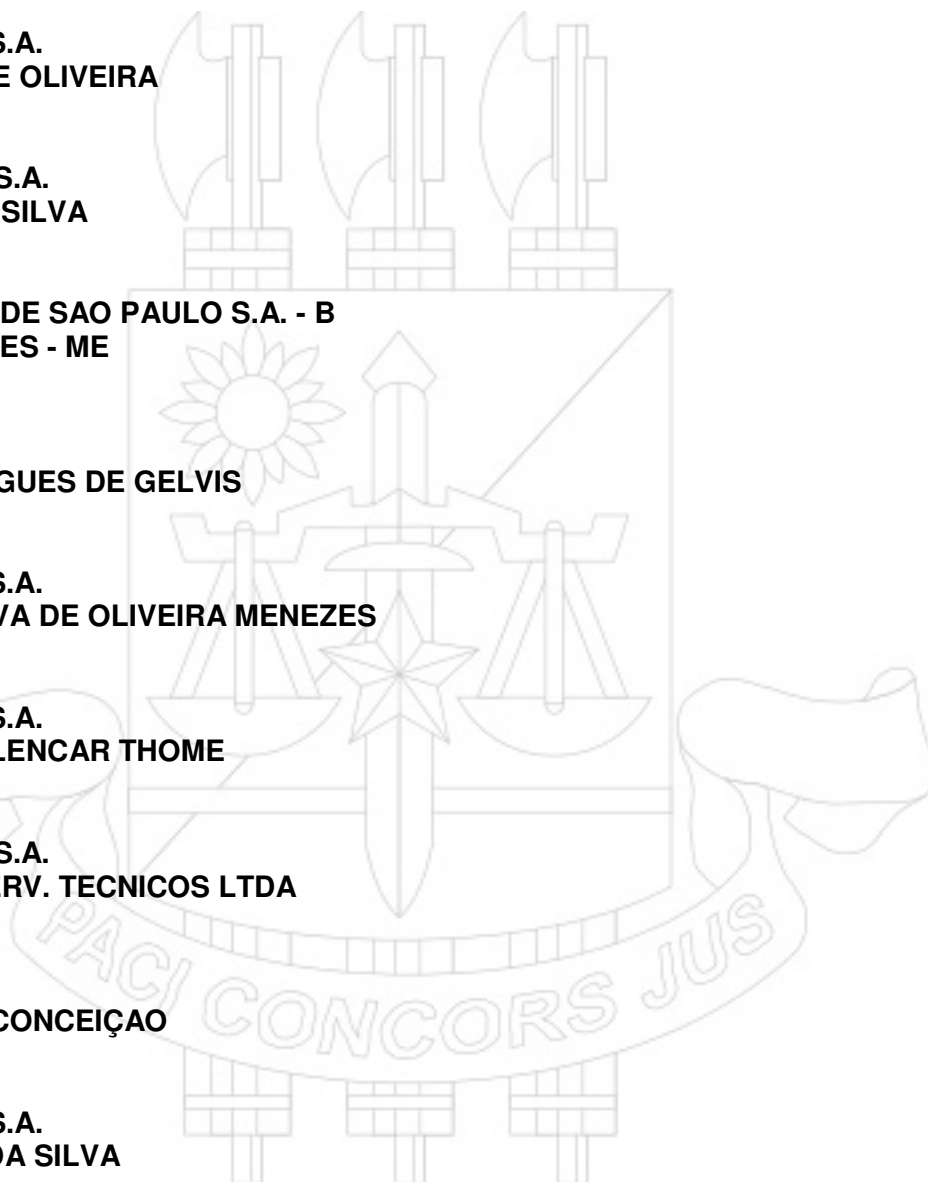 S.A.
E OLIVEIRA
S.A.
SILVA
DE SAO PAULO S.A. - B
ES - ME
GUES DE GELVIS
S.A.
VA DE OLIVEIRA MENEZES
S.A.
LENCAR THOME
S.A.
ERV. TECNICOS LTDA
PACI CONCORS JUS
CONCEIÇAO
S.A.
DA SILVA